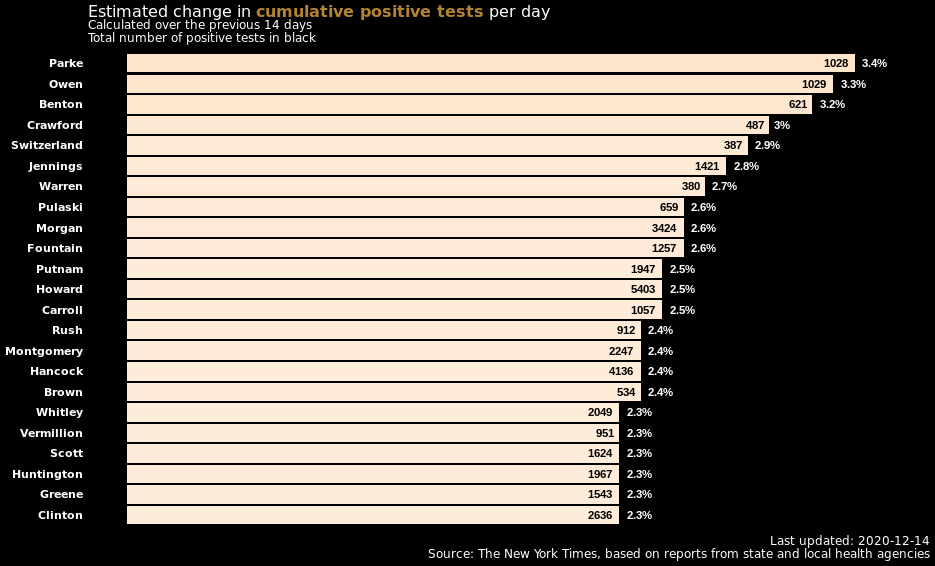 Estimated change in cumulative positive tests per day
Calculated over the previous 14 days
Total number of positive tests in black
Parke 1028 3.4%
Owen 1029 3.3%
Benton 621 3.2%
Crawford 487 3%
Switzerland 387 2.9%
Jennings 1421 2.8%
Warren 380 2.7%
Pulaski 659 2.6%
Morgan 3424 2.6%
Fountain 1257 2.6%
Putnam 1947 2.5%
Howard 5403 2.5%
Carroll 1057 2.5%
Rush 912 2.4%
Montgomery 2247 2.4%
Hancock 4136 2.4%
Brown 534 2.4%
Whitley 2049 2.3%
Vermillion 951 2.3%
Scott 1624 2.3%
Huntington 1967 2.3%
Greene 1543 2.3%
Clinton 2636 2.3%
Last updated: 2020-12-14
Source: The New York Times, based on reports from state and local health agencies